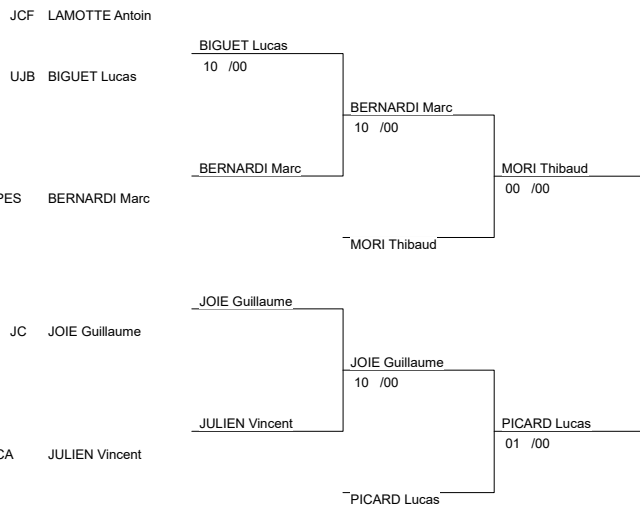 JCF LAMOTTE Antoin
BIGUET Lucas
10 /00
UJB BIGUET Lucas
BERNARDI Marc
10 /00
BERNARDI Marc
MORI Thibaud
00 /00
PES BERNARDI Marc
MORI Thibaud
JOIE Guillaume
JC JOIE Guillaume
JOIE Guillaume
10 /00
JULIEN Vincent
PICARD Lucas
01 /00
CA JULIEN Vincent
PICARD Lucas